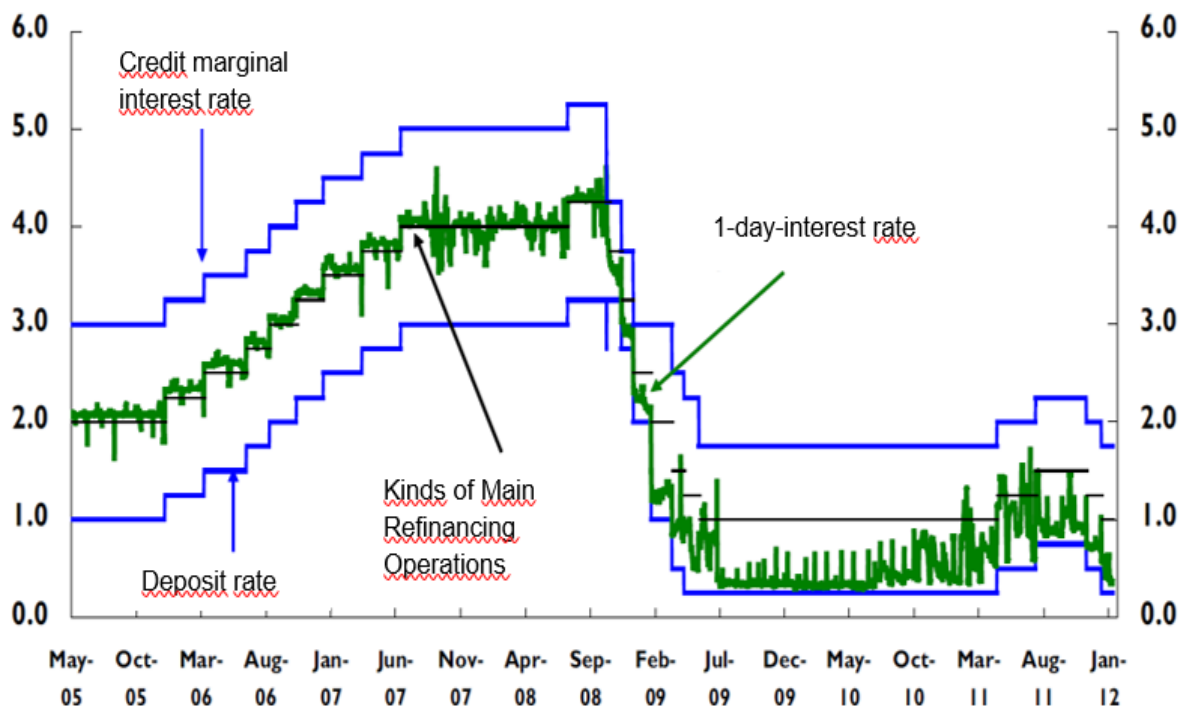 6.0
6.0
Credit marginal
interest rate
5.0
5.0
4.0
4.0
1-day-interest rate
3.0
3.0
2.0
2.0
Kinds of Main
Refinancing
Operations
1.0
1.0
Deposit rate
0.0
0.0
May- Oct- Mar- Aug- Jan- Jun- Nov- Apr- Sep- Feb- Jul- Dec- May- Oct- Mar- Aug- Jan-
05 05 06 06 07 07 07 08 08 09 09 09 10 10 11 11 12